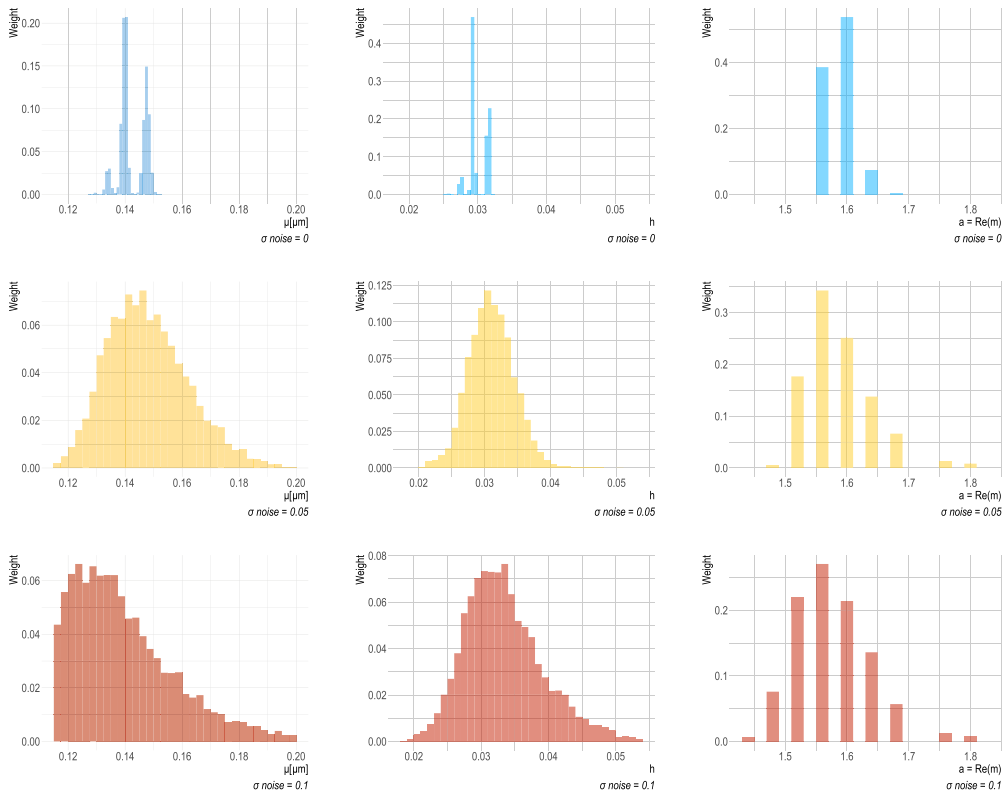 Weight
0.20
0.15
0.10
0.05
0.00
0.12 0.14 0.16 0.18 0.20
μ[μm]
σ noise = 0
Weight
0.4
0.3
0.2
0.1
0.0
0.02 0.03 0.04 0.05
h
σ noise = 0
Weight
0.4
0.2
0.0
1.5 1.6 1.7 1.8
a = Re(m)
σ noise = 0
Weight
0.06
0.04
0.02
0.00
0.12 0.14 0.16 0.18 0.20
μ[μm]
σ noise = 0.05
Weight
0.125
0.100
0.075
0.050
0.025
0.000
0.02 0.03 0.04 0.05
h
σ noise = 0.05
Weight
0.3
0.2
0.1
0.0
1.5 1.6 1.7 1.8
a = Re(m)
σ noise = 0.05
Weight
0.06
0.04
0.02
0.00
0.12 0.14 0.16 0.18 0.20
μ[μm]
σ noise = 0.1
Weight
0.08
0.06
0.04
0.02
0.00
0.02 0.03 0.04 0.05
h
σ noise = 0.1
Weight
0.2
0.1
0.0
1.5 1.6 1.7 1.8
a = Re(m)
σ noise = 0.1